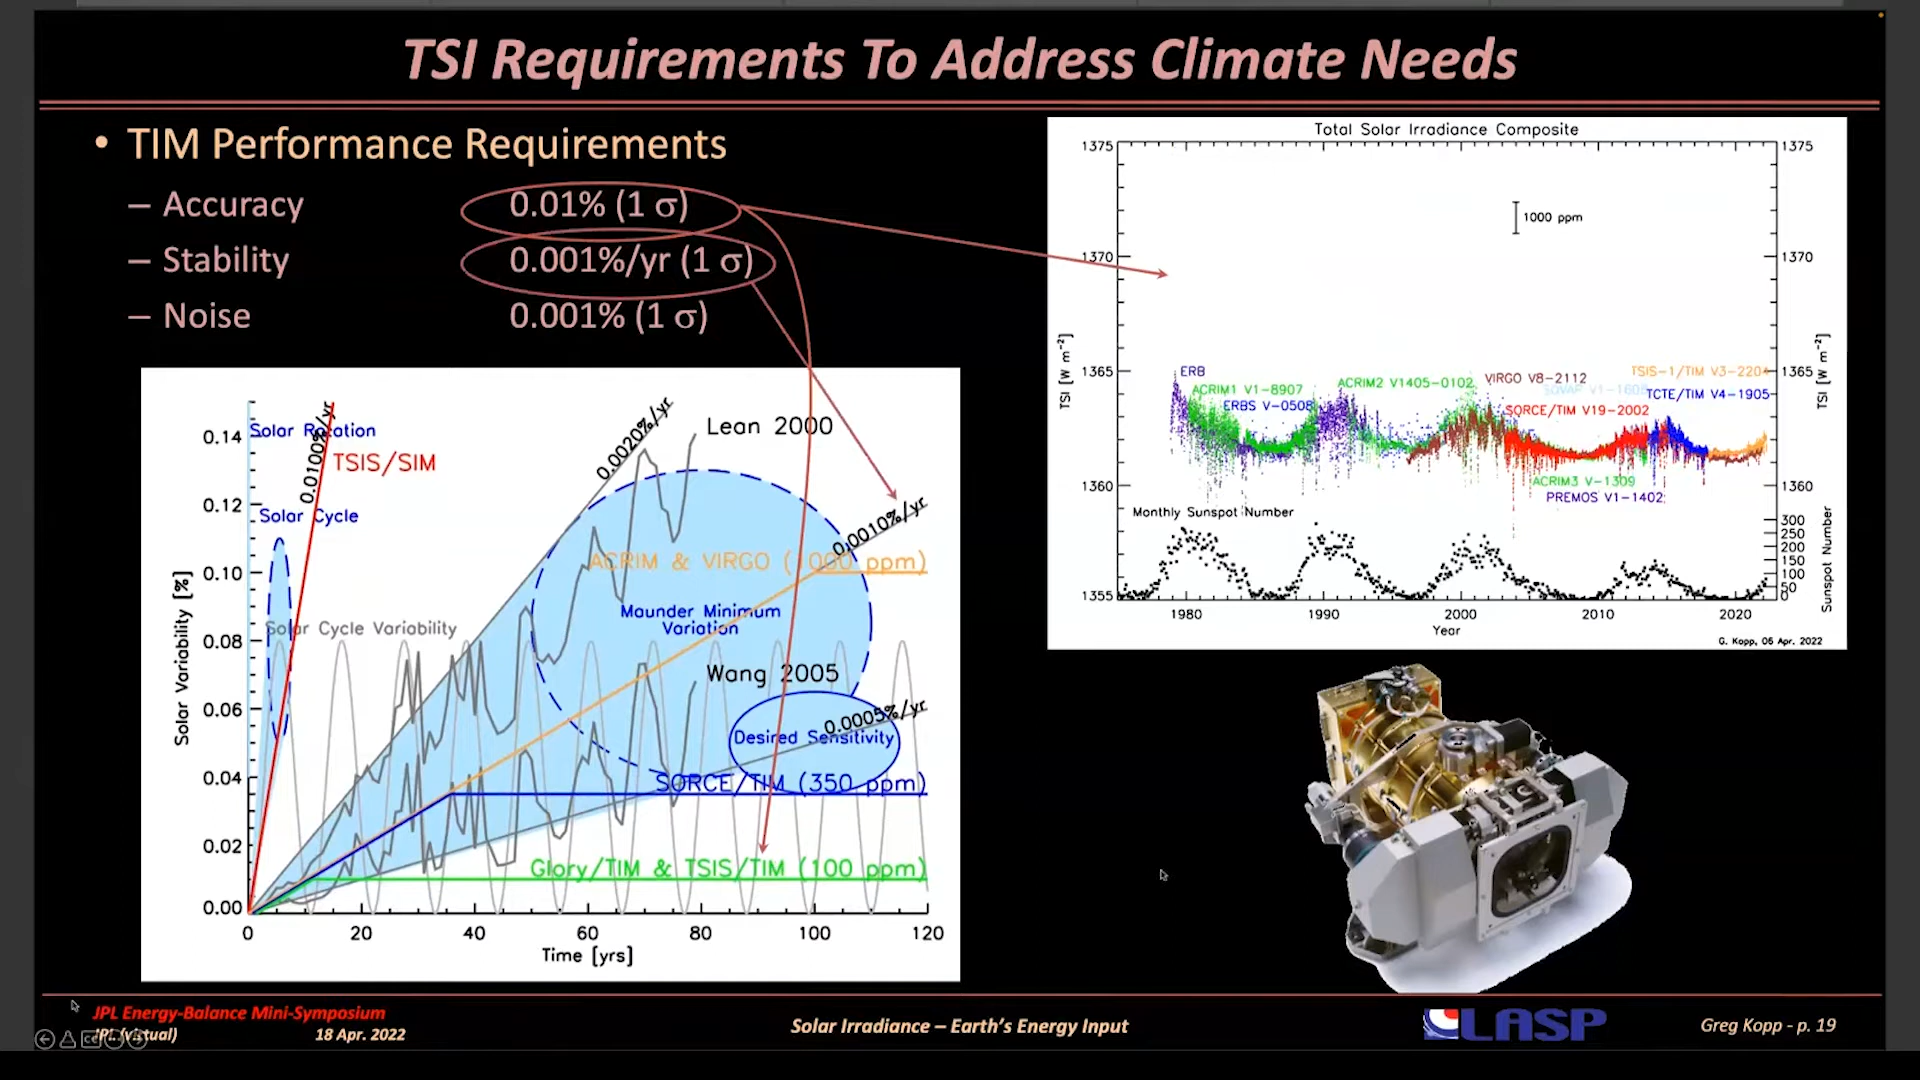 TSI Requirements To Address Climate Needs
• TIM Performance Requirements
– Accuracy 0.01% (1 σ)
– Stability 0.001%/yr (1 σ)
– Noise 0.001% (1 σ)
Solar Variability [%]
0.14
0.12
0.10
0.08
0.06
0.04
0.02
0.00
0 20 40 60 80 100 120
Time [yrs]
Solar Rotation
0.0100%/yr
TSIS/SIM
Solar Cycle
Solar Cycle Variability
0.0020%/yr
Lean 2000
0.0010%/yr
ACRIM & VIRGO (1000 ppm)
Maunder Minimum
Variation
Wang 2005
0.0005%/yr
Desired Sensitivity
SORCE/TIM (350 ppm)
Glory/TIM & TSIS/TIM (100 ppm)
Total Solar Irradiance Composite
1375 1375
1000 ppm
1370 1370
TSI [W m⁻²] TSI [W m⁻²]
1365 1365
ERB
ACRIM1 V1-8907
ERBS V-0508
ACRIM2 V1405-0102
VIRGO V8-2112
TSIS-1/TIM V3-2204
TCTE/TIM V4-1905
SORCE/TIM V19-2002
ACRIM3 V-1309
PREMOS V1-1402
1360 1360
Monthly Sunspot Number
300
250
200
150
100
50
0
Sunspot Number
1355
1980 1990 2000 2010 2020
Year
G. Kopp, 06 Apr. 2022
JPL Energy-Balance Mini-Symposium
JPL (virtual) 18 Apr. 2022
Solar Irradiance – Earth's Energy Input
LASP
Greg Kopp - p. 19